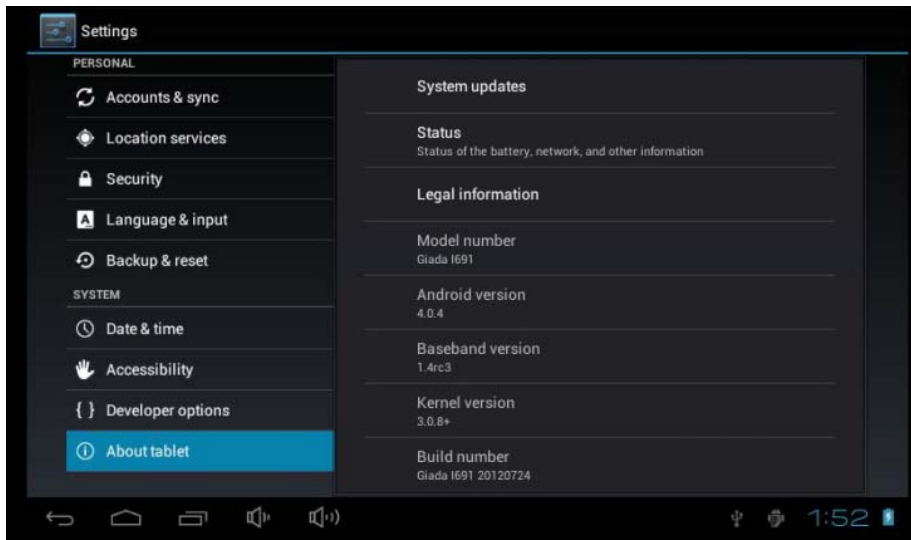 Settings
PERSONAL
Accounts & sync
Location services
Security
Language & input
Backup & reset
SYSTEM
Date & time
Accessibility
{ } Developer options
About tablet
System updates
Status
Status of the battery, network, and other information
Legal information
Model number
Giada I691
Android version
4.0.4
Baseband version
1.4rc3
Kernel version
3.0.8+
Build number
Giada I691 20120724
1:52